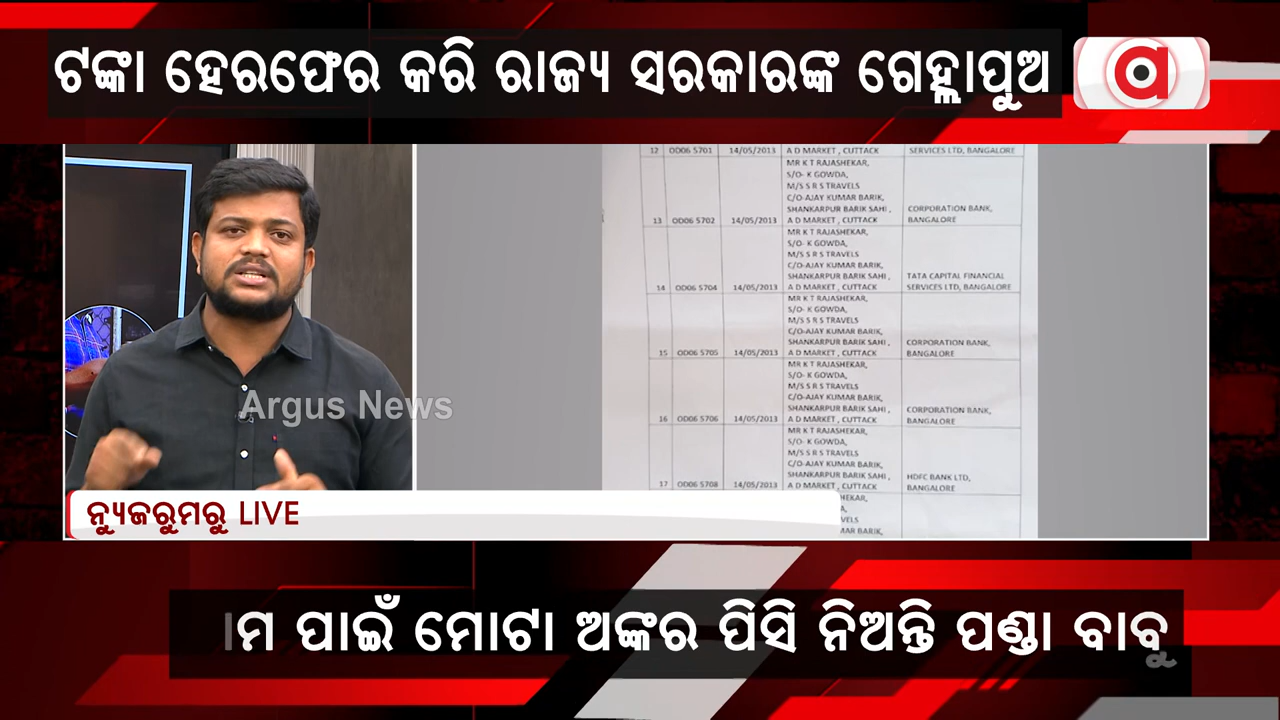 ଟଙ୍କା ହେରଫେର କରି ରାଜ୍ୟ ସରକାରଙ୍କ ଗେହ୍ଲାପୁଅ
a
12 OD06 5701 14/05/2013 A D MARKET , CUTTACK SERVICES LTD, BANGALORE
MR K T RAJASHEKAR,
S/O- K GOWDA,
M/S S R S TRAVELS
C/O-AJAY KUMAR BARIK,
SHANKARPUR BARIK SAHI , CORPORATION BANK,
13 OD06 5702 14/05/2013 A D MARKET , CUTTACK BANGALORE
MR K T RAJASHEKAR,
S/O- K GOWDA,
M/S S R S TRAVELS
C/O-AJAY KUMAR BARIK,
SHANKARPUR BARIK SAHI , TATA CAPITAL FINANCIAL
14 OD06 5704 14/05/2013 A D MARKET , CUTTACK SERVICES LTD, BANGALORE
MR K T RAJASHEKAR,
S/O- K GOWDA,
M/S S R S TRAVELS
C/O-AJAY KUMAR BARIK,
SHANKARPUR BARIK SAHI , CORPORATION BANK,
15 OD06 5705 14/05/2013 A D MARKET , CUTTACK BANGALORE
MR K T RAJASHEKAR,
S/O- K GOWDA,
M/S S R S TRAVELS
C/O-AJAY KUMAR BARIK,
SHANKARPUR BARIK SAHI , CORPORATION BANK,
16 OD06 5706 14/05/2013 A D MARKET , CUTTACK BANGALORE
MR K T RAJASHEKAR,
S/O- K GOWDA,
M/S S R S TRAVELS
C/O-AJAY KUMAR BARIK,
SHANKARPUR BARIK SAHI , HDFC BANK LTD,
17 OD06 5708 14/05/2013 A D MARKET , CUTTACK BANGALORE
Argus News
ନ୍ୟୁଜରୁମରୁ LIVE
ପାଇଁ ମୋଟା ଅଙ୍କର ପିସି ନିଅନ୍ତି ପଣ୍ଡା ବାବୁ